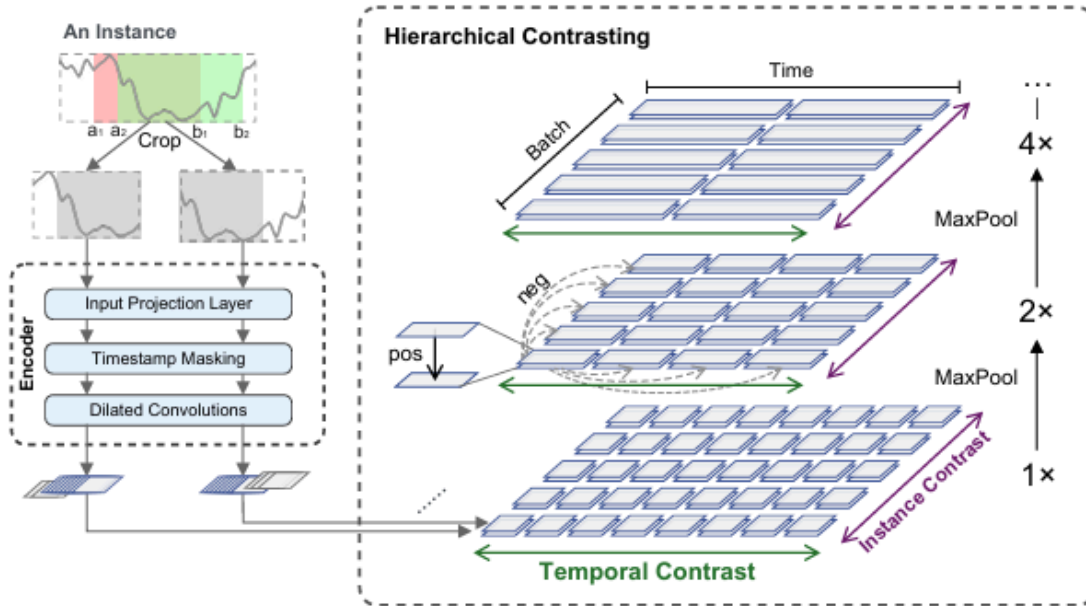 An Instance
a₁ a₂ b₁ b₂
Crop
Encoder
Input Projection Layer
Timestamp Masking
Dilated Convolutions
Hierarchical Contrasting
Time
Batch
...
4×
MaxPool
neg
pos
2×
MaxPool
1×
Instance Contrast
Temporal Contrast